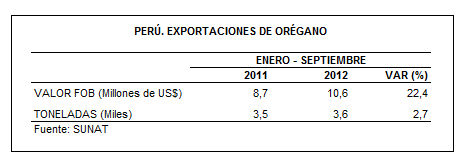 PERÚ. EXPORTACIONES DE ORÉGANO
ENERO - SEPTIEMBRE
2011 2012 VAR (%)
VALOR FOB (Millones de US$) 8,7 10,6 22,4
TONELADAS (Miles) 3,5 3,6 2,7
Fuente: SUNAT